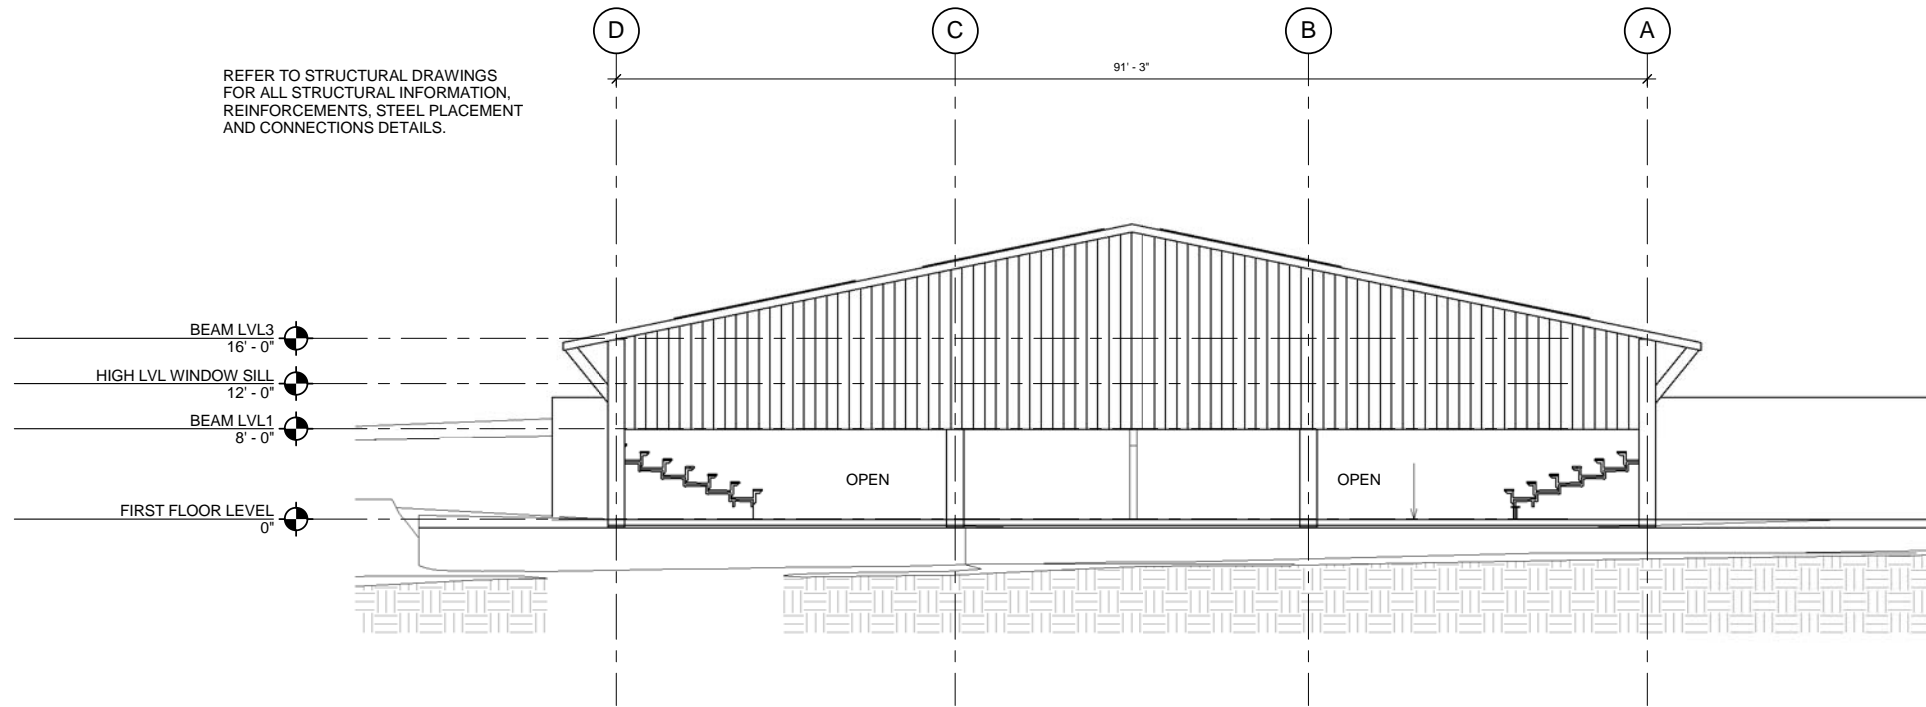 D
C
B
A
91' - 3"
REFER TO STRUCTURAL DRAWINGS
FOR ALL STRUCTURAL INFORMATION,
REINFORCEMENTS, STEEL PLACEMENT
AND CONNECTIONS DETAILS.
BEAM LVL3
16' - 0"
HIGH LVL WINDOW SILL
12' - 0"
BEAM LVL1
8' - 0"
OPEN
OPEN
FIRST FLOOR LEVEL
0"